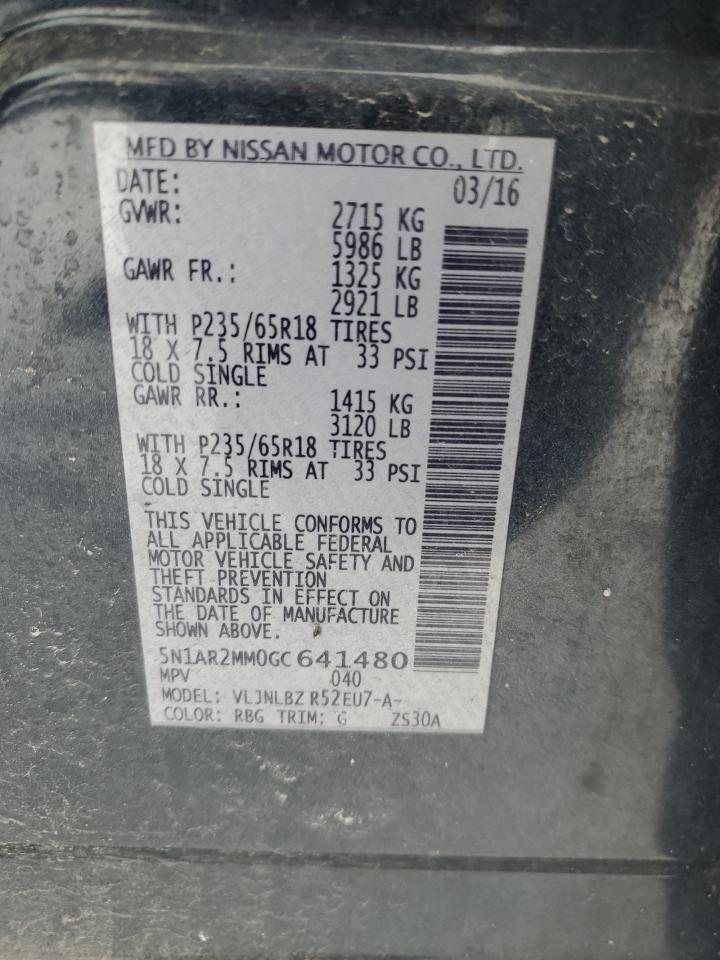 MFD BY NISSAN MOTOR CO., LTD.
DATE: 03/16
GVWR: 2715 KG
5986 LB
GAWR FR.: 1325 KG
2921 LB
WITH P235/65R18 TIRES
18 X 7.5 RIMS AT 33 PSI
COLD SINGLE
GAWR RR.: 1415 KG
3120 LB
WITH P235/65R18 TIRES
18 X 7.5 RIMS AT 33 PSI
COLD SINGLE
THIS VEHICLE CONFORMS TO
ALL APPLICABLE FEDERAL
MOTOR VEHICLE SAFETY AND
THEFT PREVENTION
STANDARDS IN EFFECT ON
THE DATE OF MANUFACTURE
SHOWN ABOVE.
5N1AR2MM0GC641480
MPV 040
MODEL: VLJNLBZ R52EU7-A-
COLOR: RBG TRIM: G ZS30A